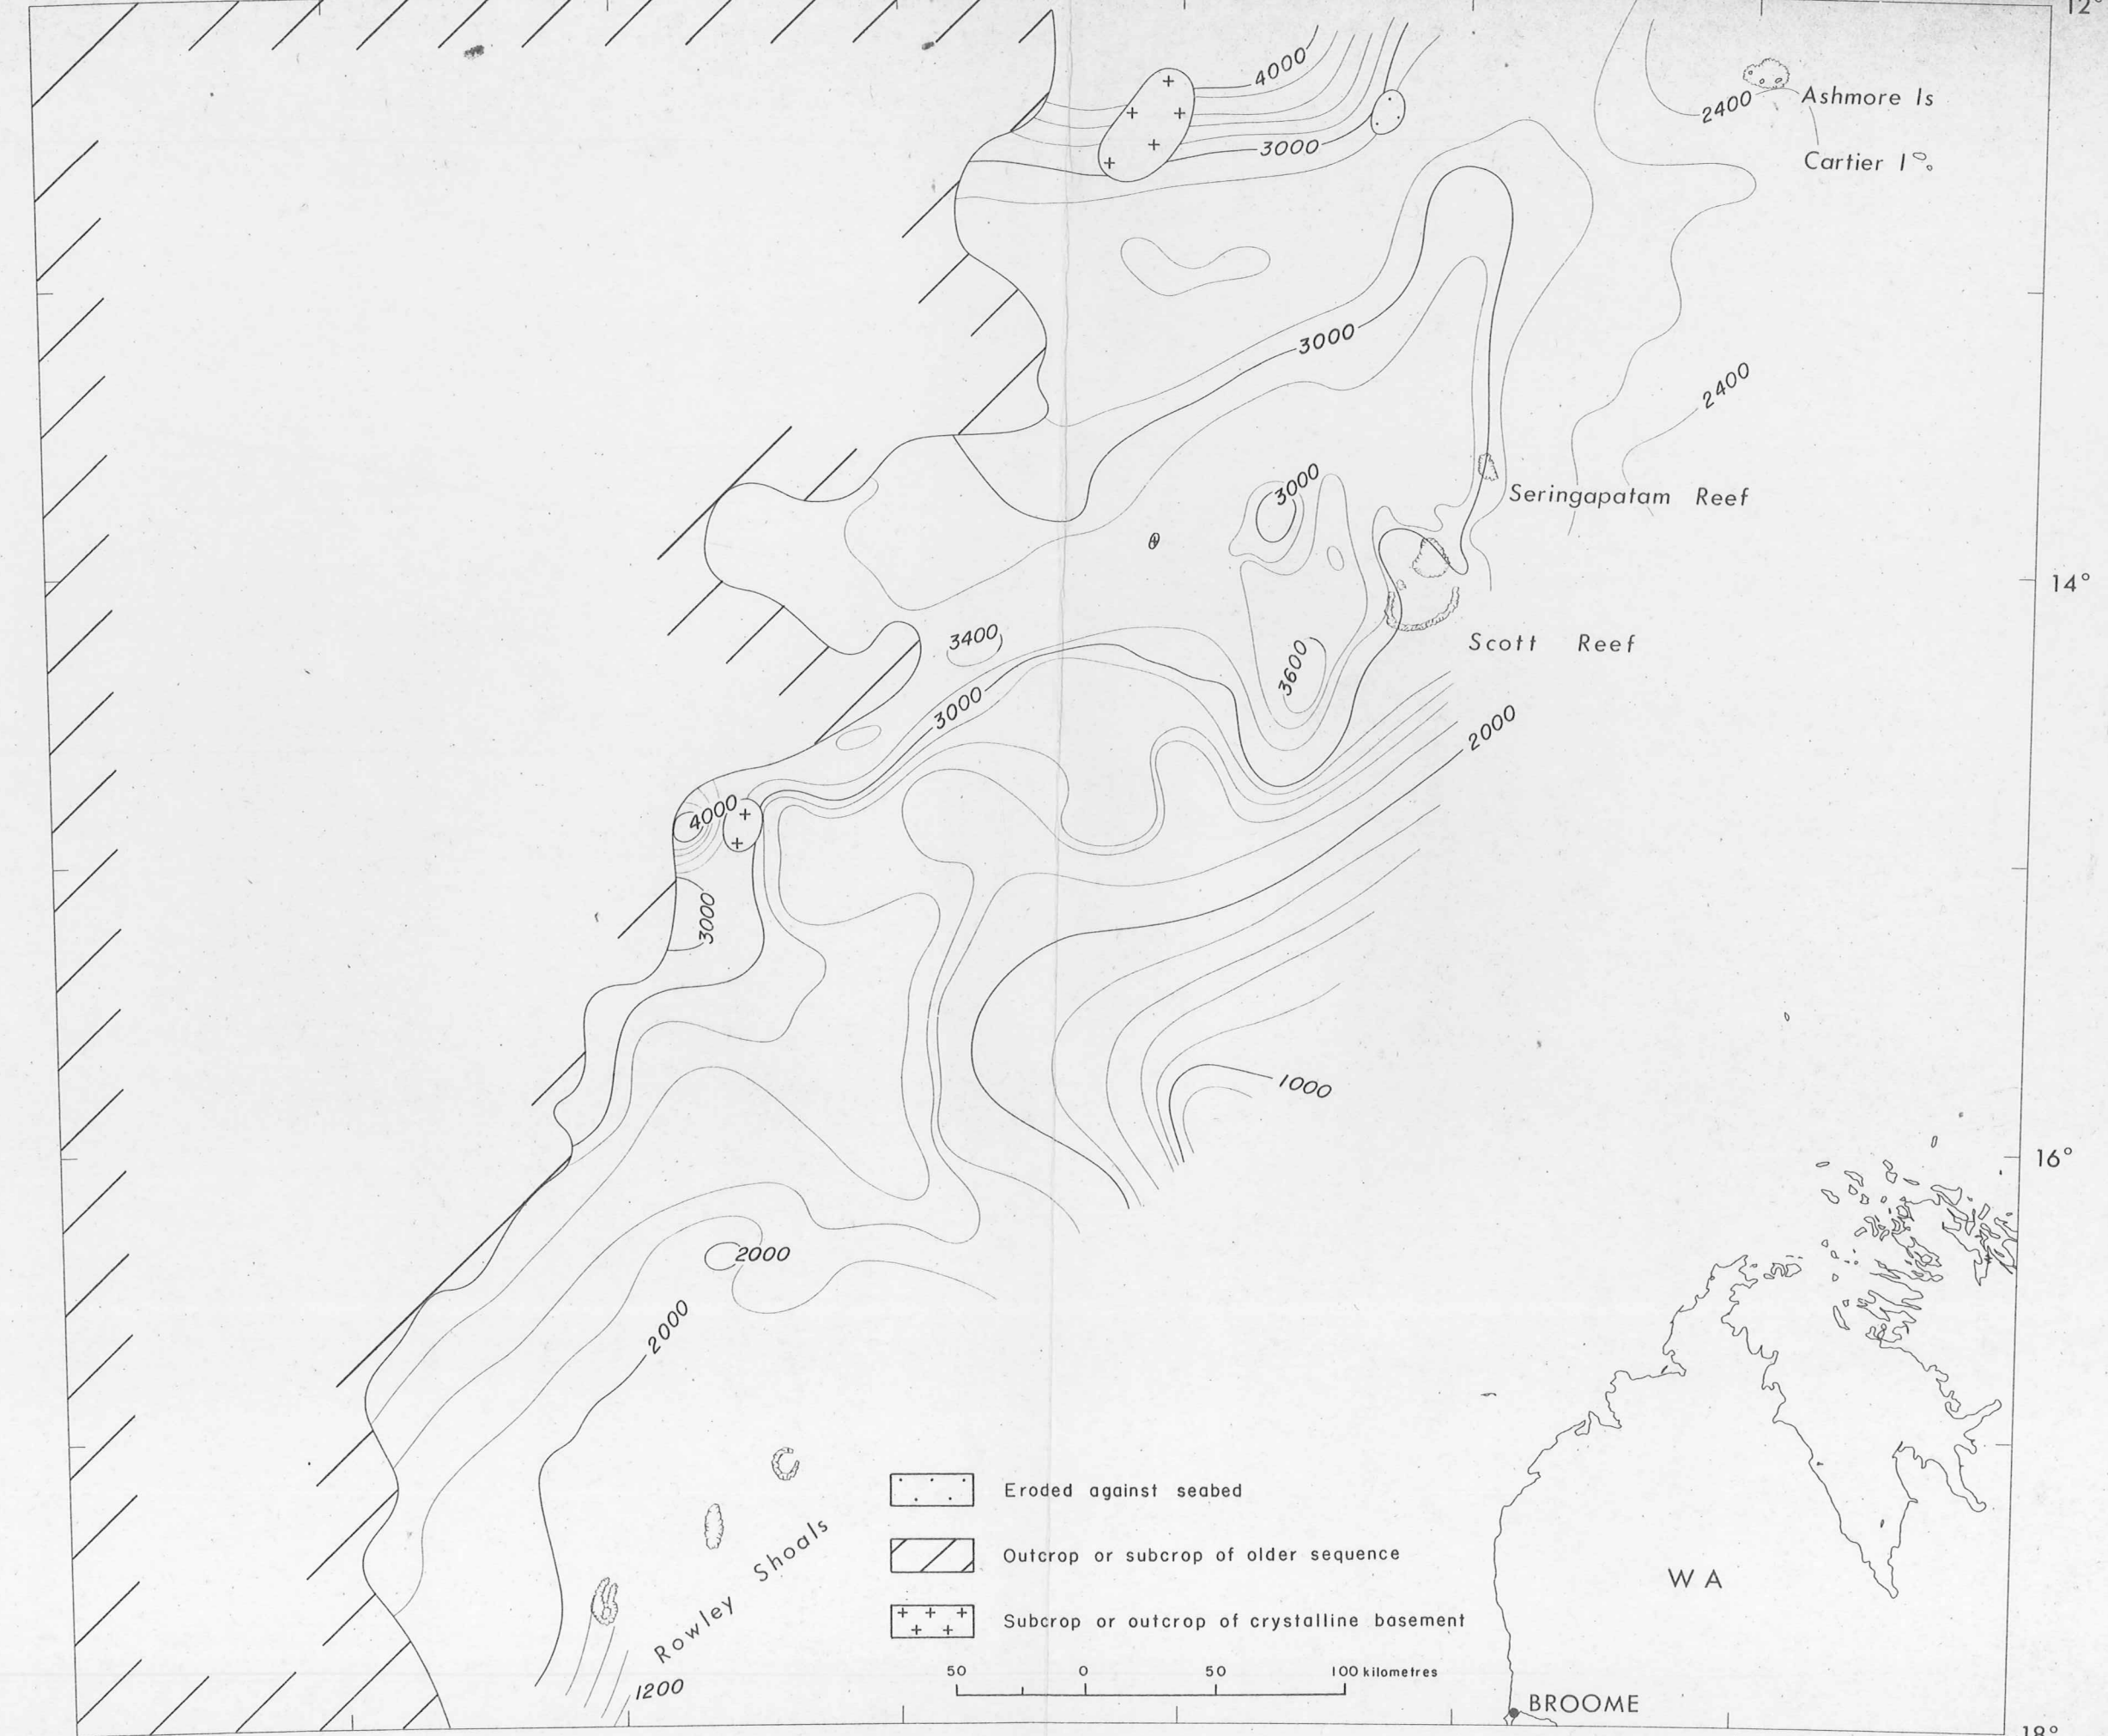 12°
4000
2400
Ashmore Is
3000
Cartier I
3000
2400
3000
Seringapatam Reef
14°
3400
Scott Reef
3600
3000
2000
4000
3000
1000
16°
2000
2000
Eroded against seabed
Rowley Shoals
Outcrop or subcrop of older sequence
WA
Subcrop or outcrop of crystalline basement
50 0 50 100 kilometres
1200
BROOME
18°